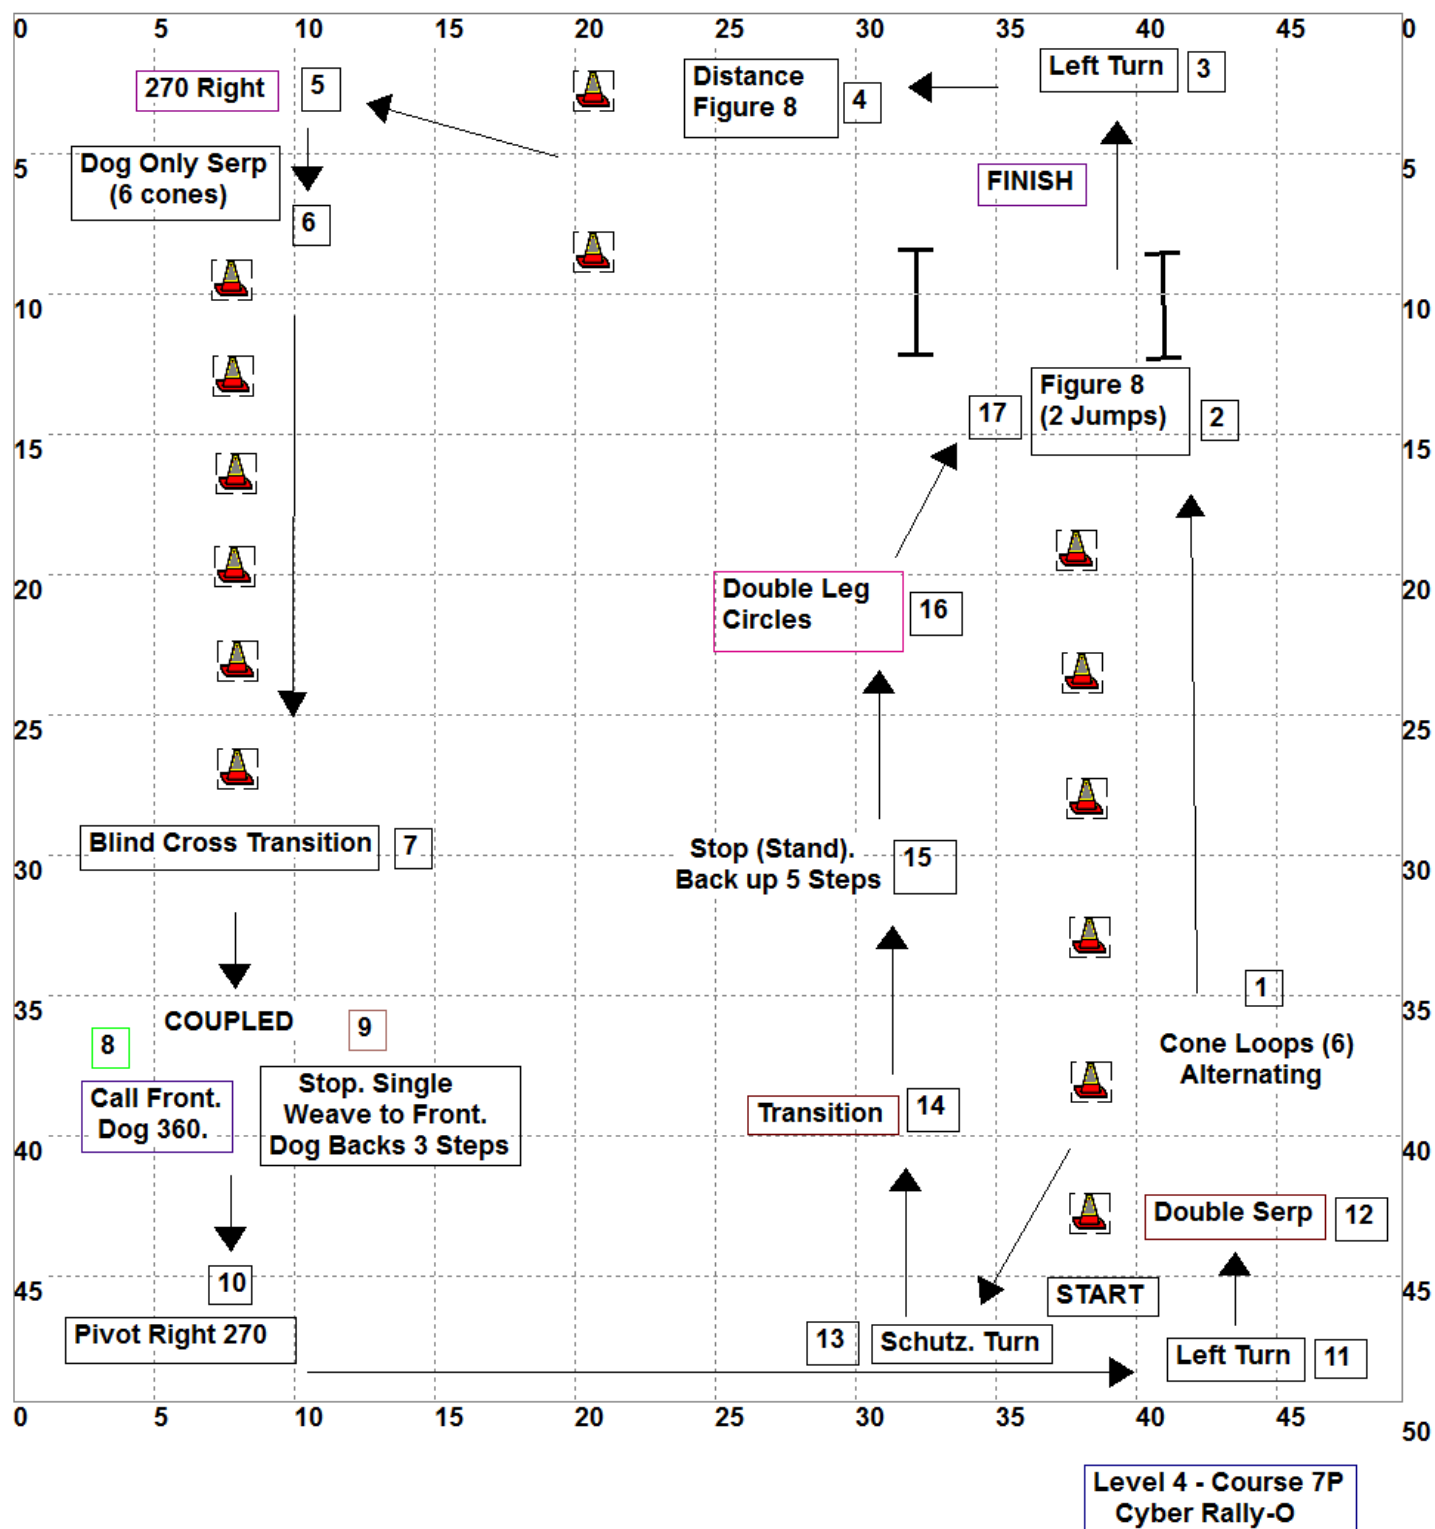 0 5 10 15 20 25 30 35 40 45 0
270 Right 5
Distance
Figure 8 4
Left Turn 3
5 5
Dog Only Serp
(6 cones)
6
FINISH
10 10
Figure 8
(2 Jumps) 2
17
15 15
20 20
Double Leg
Circles 16
25 25
Blind Cross Transition 7
Stop (Stand).
Back up 5 Steps 15
30 30
35 35
1
Cone Loops (6)
Alternating
COUPLED
8
9
Call Front.
Dog 360.
Stop. Single
Weave to Front.
Dog Backs 3 Steps
Transition 14
40 40
Double Serp 12
45 45
10
Pivot Right 270
START
13 Schutz. Turn
Left Turn 11
0 5 10 15 20 25 30 35 40 45 50
Level 4 - Course 7P
Cyber Rally-O